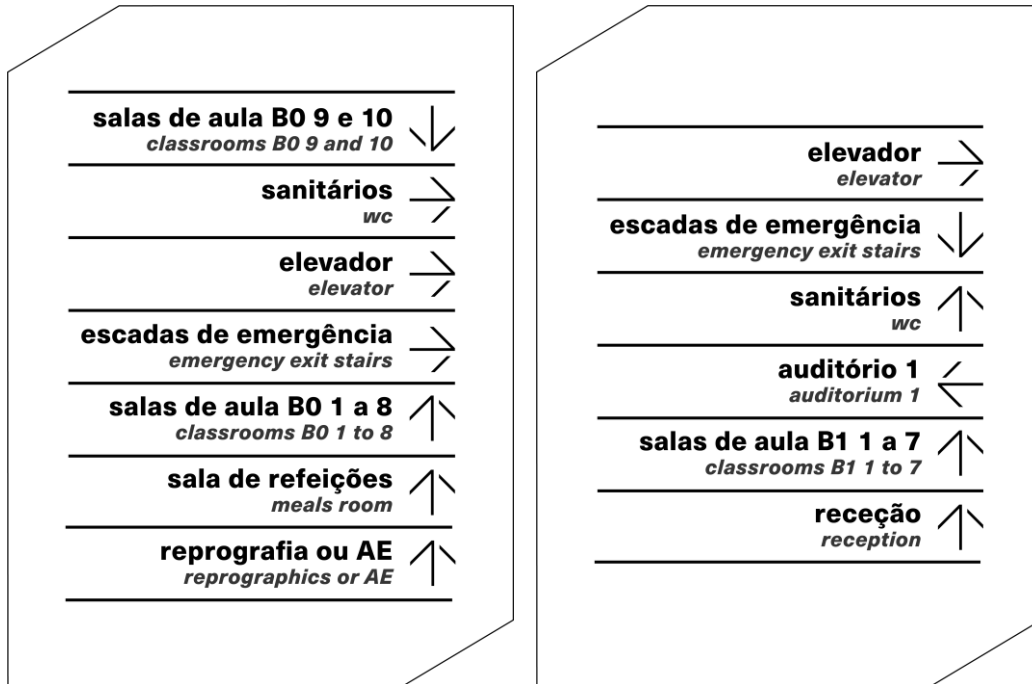 salas de aula B0 9 e 10
classrooms B0 9 and 10
sanitários
wc
elevador
elevator
escadas de emergência
emergency exit stairs
salas de aula B0 1 a 8
classrooms B0 1 to 8
sala de refeições
meals room
reprografia ou AE
reprographics or AE
elevador
elevator
escadas de emergência
emergency exit stairs
sanitários
wc
auditório 1
auditorium 1
salas de aula B1 1 a 7
classrooms B1 1 to 7
receção
reception